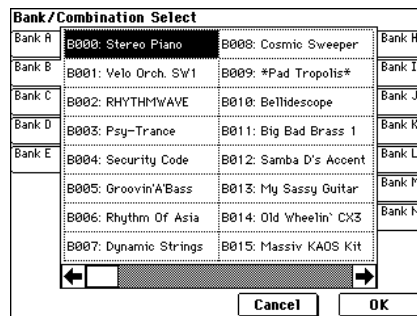 Bank/Combination Select
Bank A
Bank B
Bank C
Bank D
Bank E
B000: Stereo Piano
B001: Velo Orch. SW1
B002: RHYTHMWAVE
B003: Psy-Trance
B004: Security Code
B005: Groovin'A'Bass
B006: Rhythm Of Asia
B007: Dynamic Strings
B008: Cosmic Sweeper
B009: *Pad Tropolis*
B010: Bellidescope
B011: Big Bad Brass 1
B012: Samba D's Accent
B013: My Sassy Guitar
B014: Old Wheelin` CX3
B015: Massiv KAOS Kit
Bank H
Bank I
Bank J
Bank K
Bank L
Bank M
Bank N
Cancel
OK